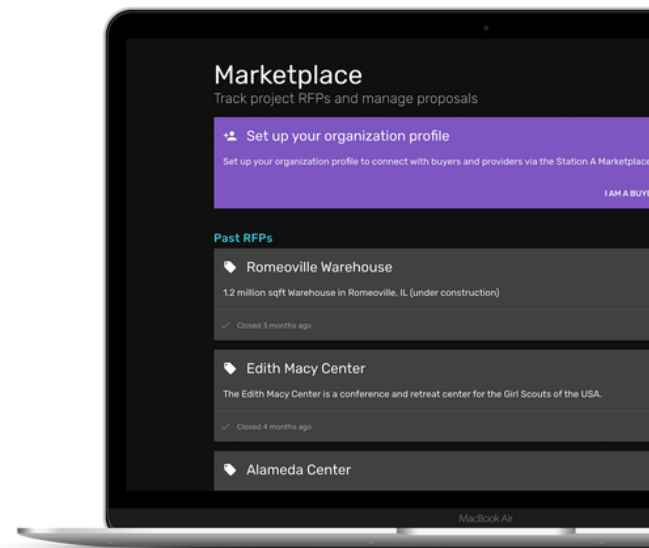 Marketplace
Track project RFPs and manage proposals
Set up your organization profile
Set up your organization profile to connect with buyers and providers via the Station A Marketplace
I AM A
Past RFPs
Romeoville Warehouse
1.2 million sqft Warehouse in Romeoville, IL (under construction)
Closed 3 months ago
Edith Macy Center
The Edith Macy Center is a conference and retreat center for the Girl Scouts of the USA.
Closed 4 months ago
Alameda Center
MacBook Air